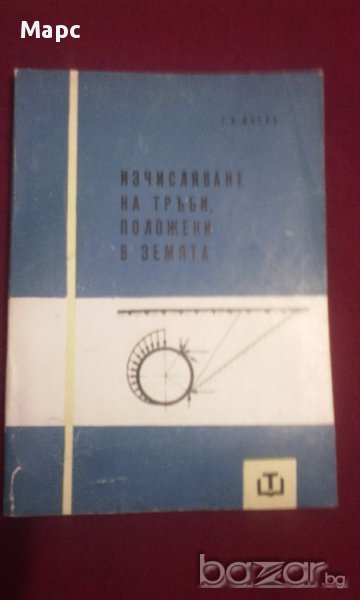 Марс
ИЗЧИСЛЯВАНЕ
НА ТРЪБИ,
ПОЛОЖЕНИ
В ЗЕМЯТА
Т
bazar.bg